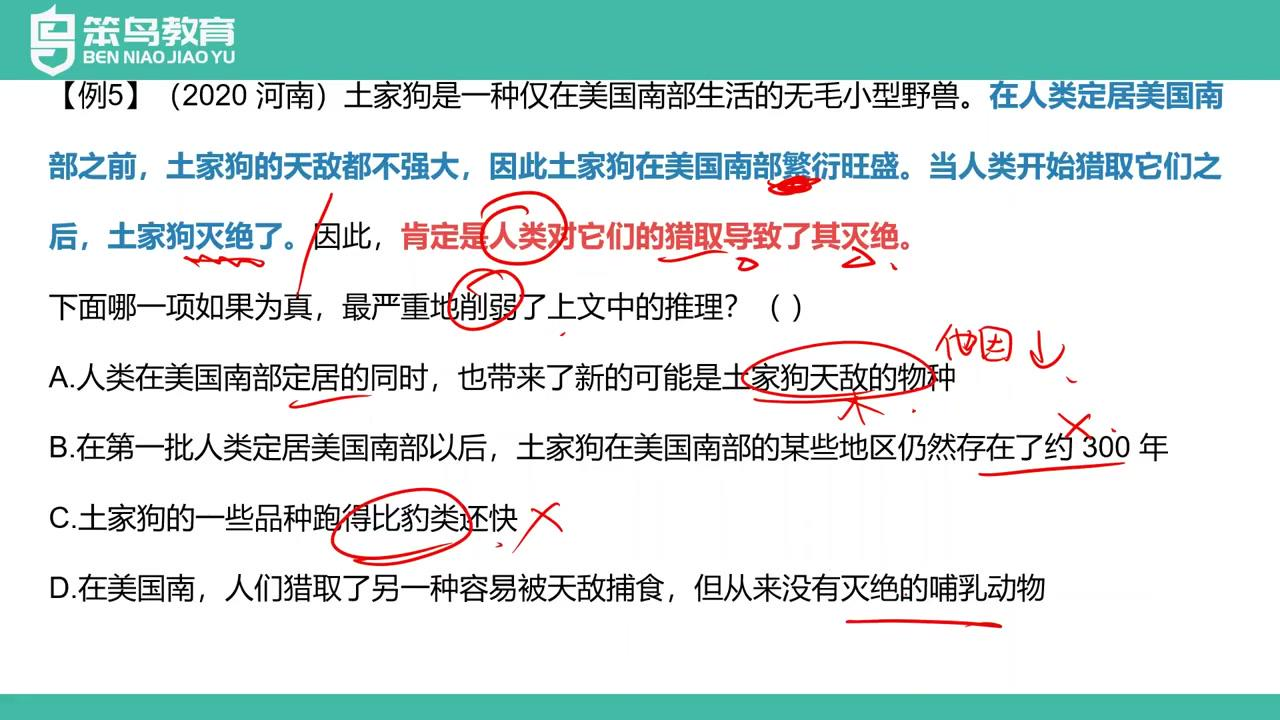 笨鸟教育
BEN NIAO JIAO YU
【例5】（2020 河南）土家狗是一种仅在美国南部生活的无毛小型野兽。在人类定居美国南
部之前，土家狗的天敌都不强大，因此土家狗在美国南部繁衍旺盛。当人类开始猎取它们之
后，土家狗灭绝了。因此，肯定是人类对它们的猎取导致了其灭绝。
下面哪一项如果为真，最严重地削弱了上文中的推理？（ ）
他因↓
A.人类在美国南部定居的同时，也带来了新的可能是土家狗天敌的物种
B.在第一批人类定居美国南部以后，土家狗在美国南部的某些地区仍然存在了约 300 年
C.土家狗的一些品种跑得比豹类还快
D.在美国南，人们猎取了另一种容易被天敌捕食，但从来没有灭绝的哺乳动物